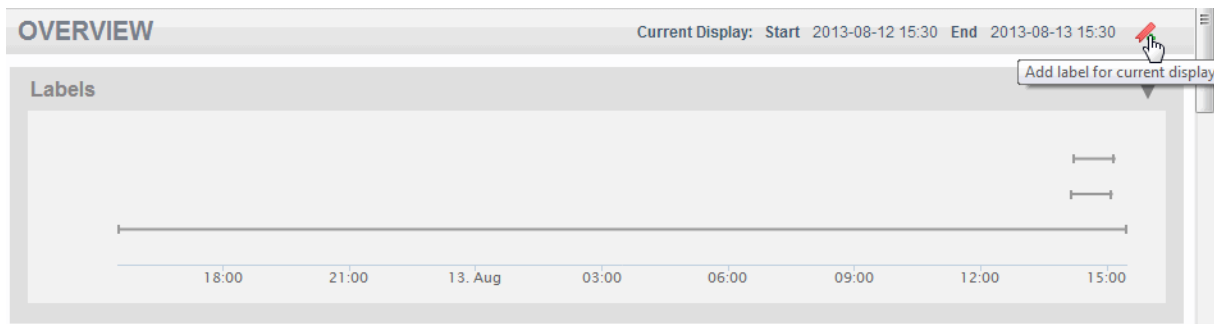 OVERVIEW
Current Display: Start 2013-08-12 15:30 End 2013-08-13 15:30
Add label for current display
Labels
18:00 21:00 13. Aug 03:00 06:00 09:00 12:00 15:00